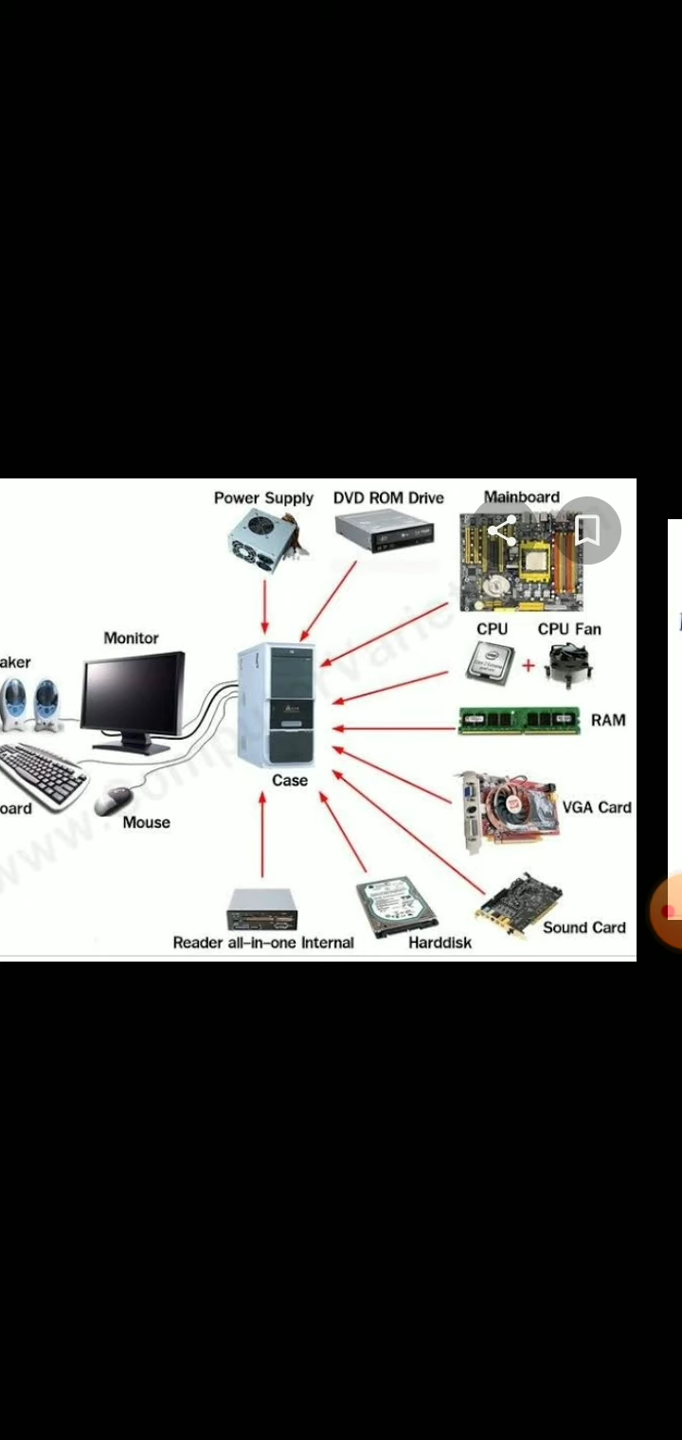 Power Supply
DVD ROM Drive
Mainboard
CPU
CPU Fan
Monitor
aker
RAM
Case
VGA Card
oard
Mouse
Sound Card
Reader all-in-one Internal
Harddisk